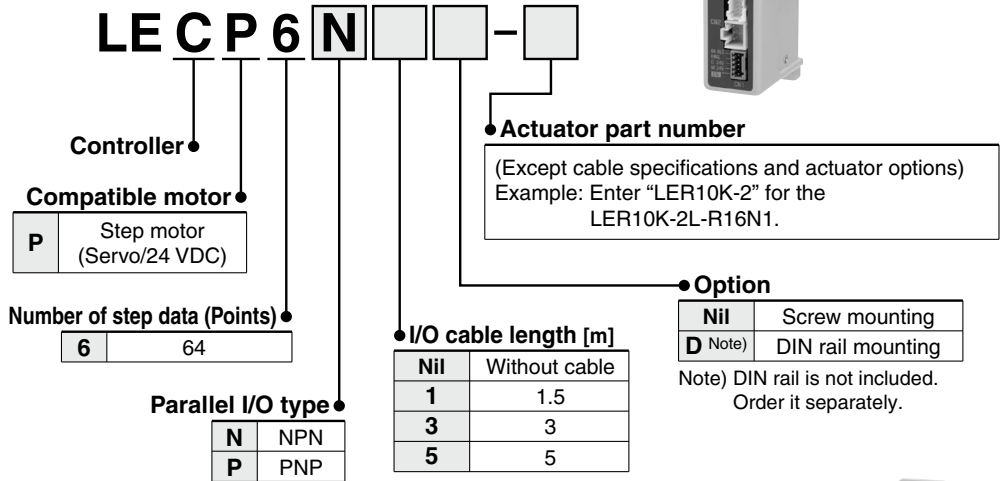 LE C P 6 N – 
Controller
Compatible motor
P Step motor
(Servo/24 VDC)
Number of step data (Points)
6 64
Parallel I/O type
N NPN
P PNP
I/O cable length [m]
Nil Without cable
1 1.5
3 3
5 5
Actuator part number
(Except cable specifications and actuator options)
Example: Enter “LER10K-2” for the
LER10K-2L-R16N1.
Option
Nil Screw mounting
D Note) DIN rail mounting
Note) DIN rail is not included.
Order it separately.